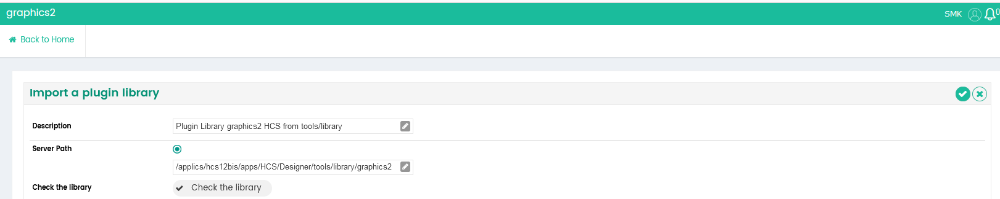 graphics2
SMK 0
Back to Home
Import a plugin library
Description Plugin Library graphics2 HCS from tools/library
Server Path
/applics/hcs12bis/apps/HCS/Designer/tools/library/graphics2
Check the library Check the library